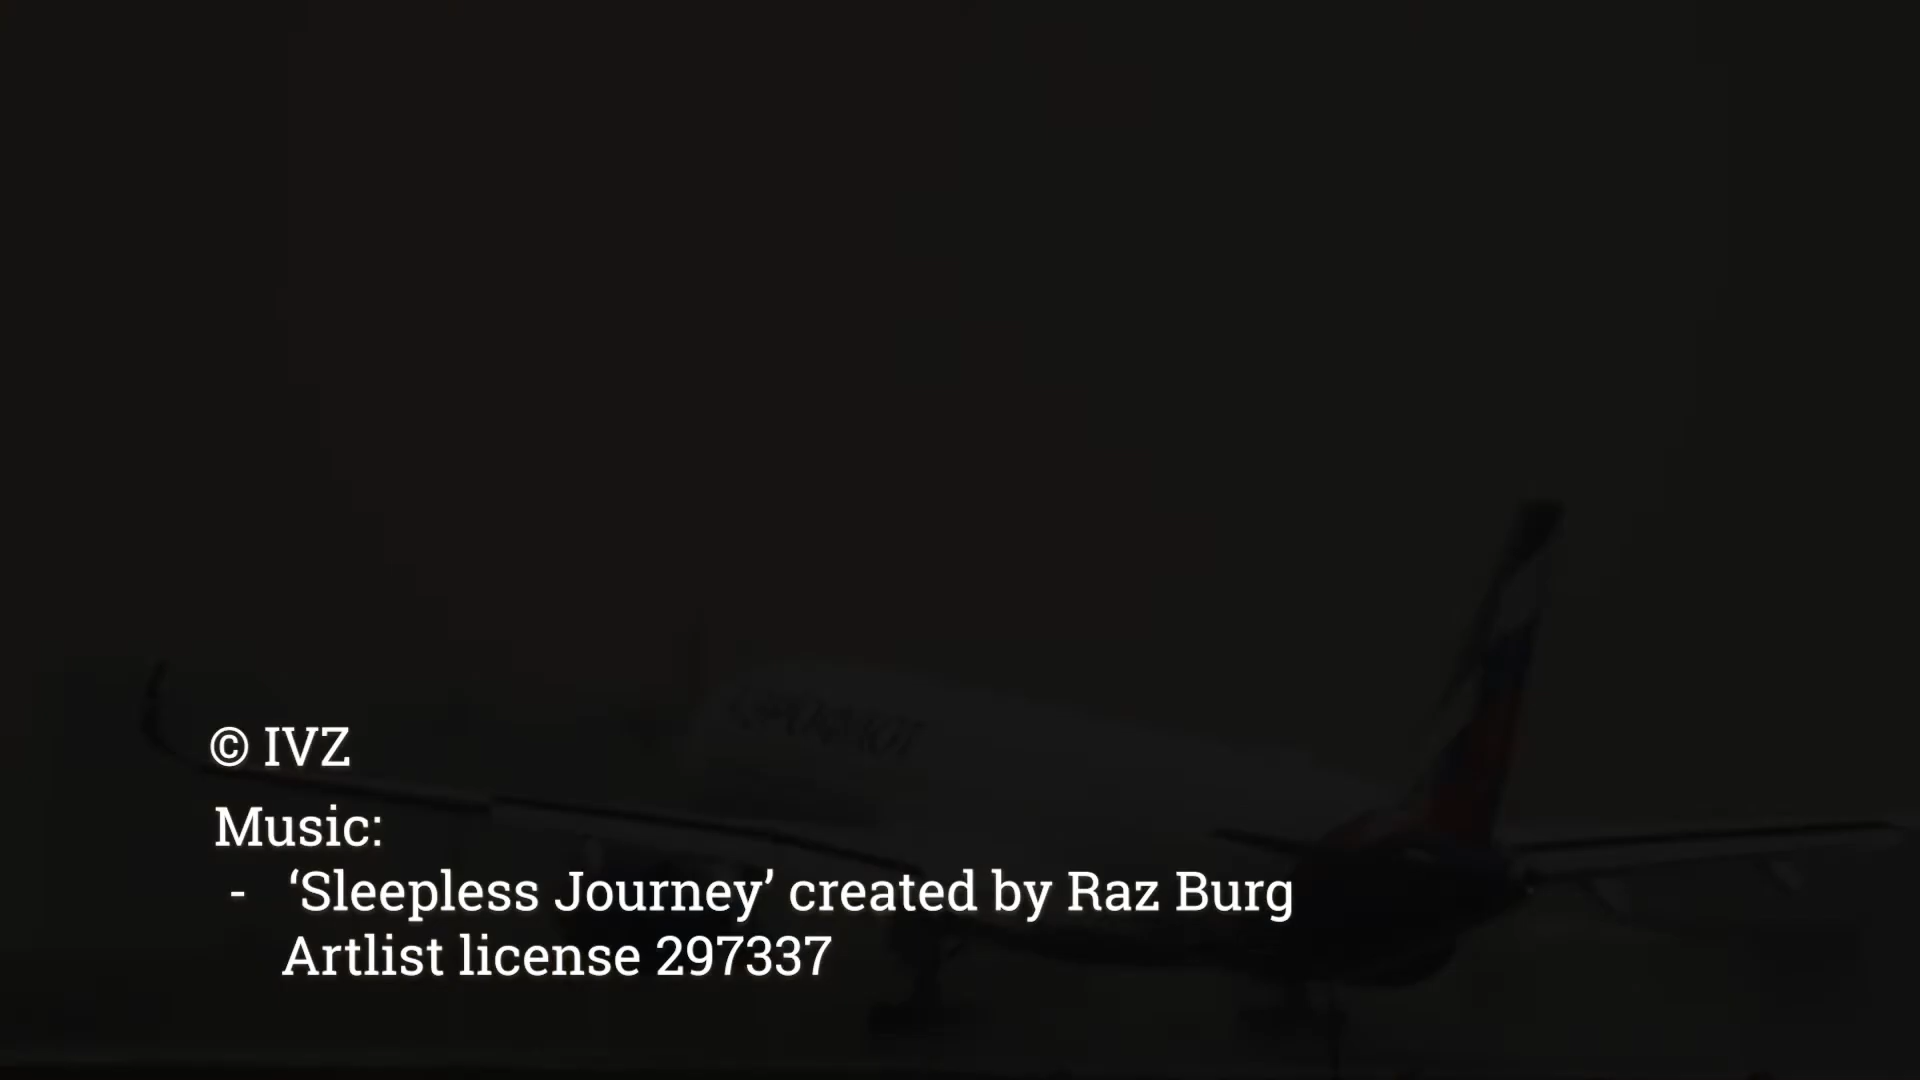 © IVZ
Music:
- ‘Sleepless Journey’ created by Raz Burg
Artlist license 297337